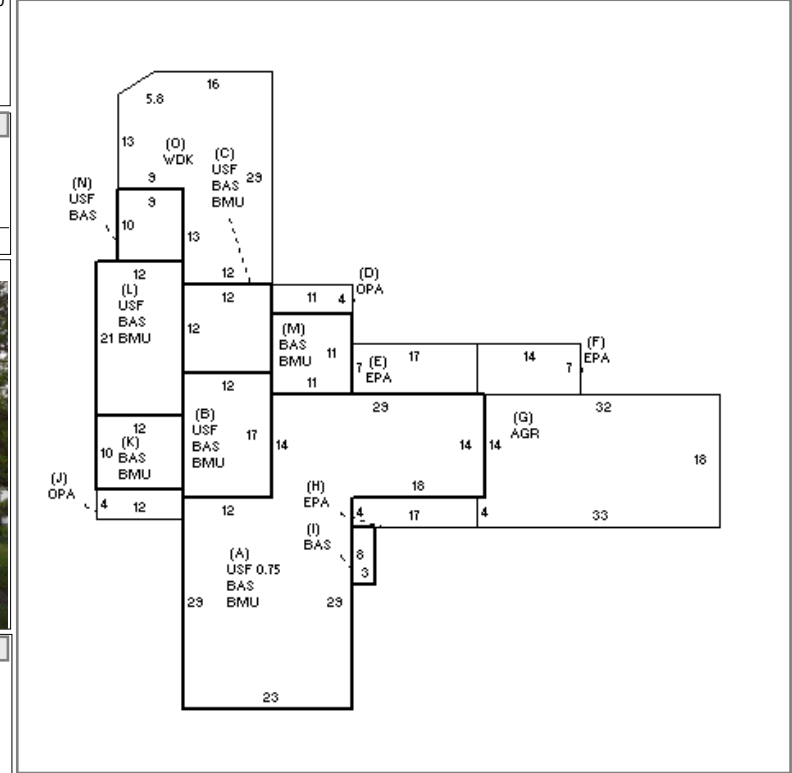 16
5.8
13
(O)
WDK
(C)
USF
BAS
BMU
29
9
(N)
USF
BAS
9
10
13
12
12
(D)
OPA
(L)
USF
BAS
21 BMU
12
11 4
12
(M)
BAS
BMU
11
11
17
(F)
EPA
14
7
7
(E)
EPA
12
(B)
USF
BAS
BMU
17
29
14
14
14
(G)
AGR
32
18
12
(K)
10 BAS
BMU
(J)
OPA
4 12
12
18
(H)
EPA
4 17 4
33
(I)
BAS
8
3
(A)
USF 0.75
BAS
BMU
29
29
23